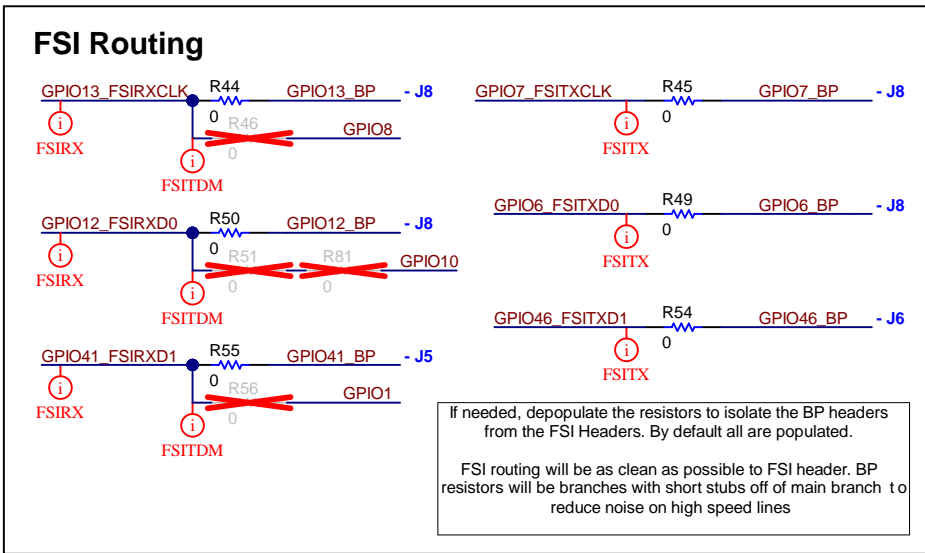 FSI Routing
GPIO13_FSIRXCLK R44 GPIO13_BP - J8
0
i
FSIRX
R46 GPIO8
0
i
FSITDM
GPIO12_FSIRXD0 R50 GPIO12_BP - J8
0
i
FSIRX
R51 R81 GPIO10
0 0
i
FSITDM
GPIO41_FSIRXD1 R55 GPIO41_BP - J5
0
i
FSIRX
R56 GPIO1
0
i
FSITDM
GPIO7_FSITXCLK R45 GPIO7_BP - J8
0
i
FSITX
GPIO6_FSITXD0 R49 GPIO6_BP - J8
0
i
FSITX
GPIO46_FSITXD1 R54 GPIO46_BP - J6
0
i
FSITX
If needed, depopulate the resistors to isolate the BP headers
from the FSI Headers. By default all are populated.
FSI routing will be as clean as possible to FSI header. BP
resistors will be branches with short stubs off of main branch to
reduce noise on high speed lines